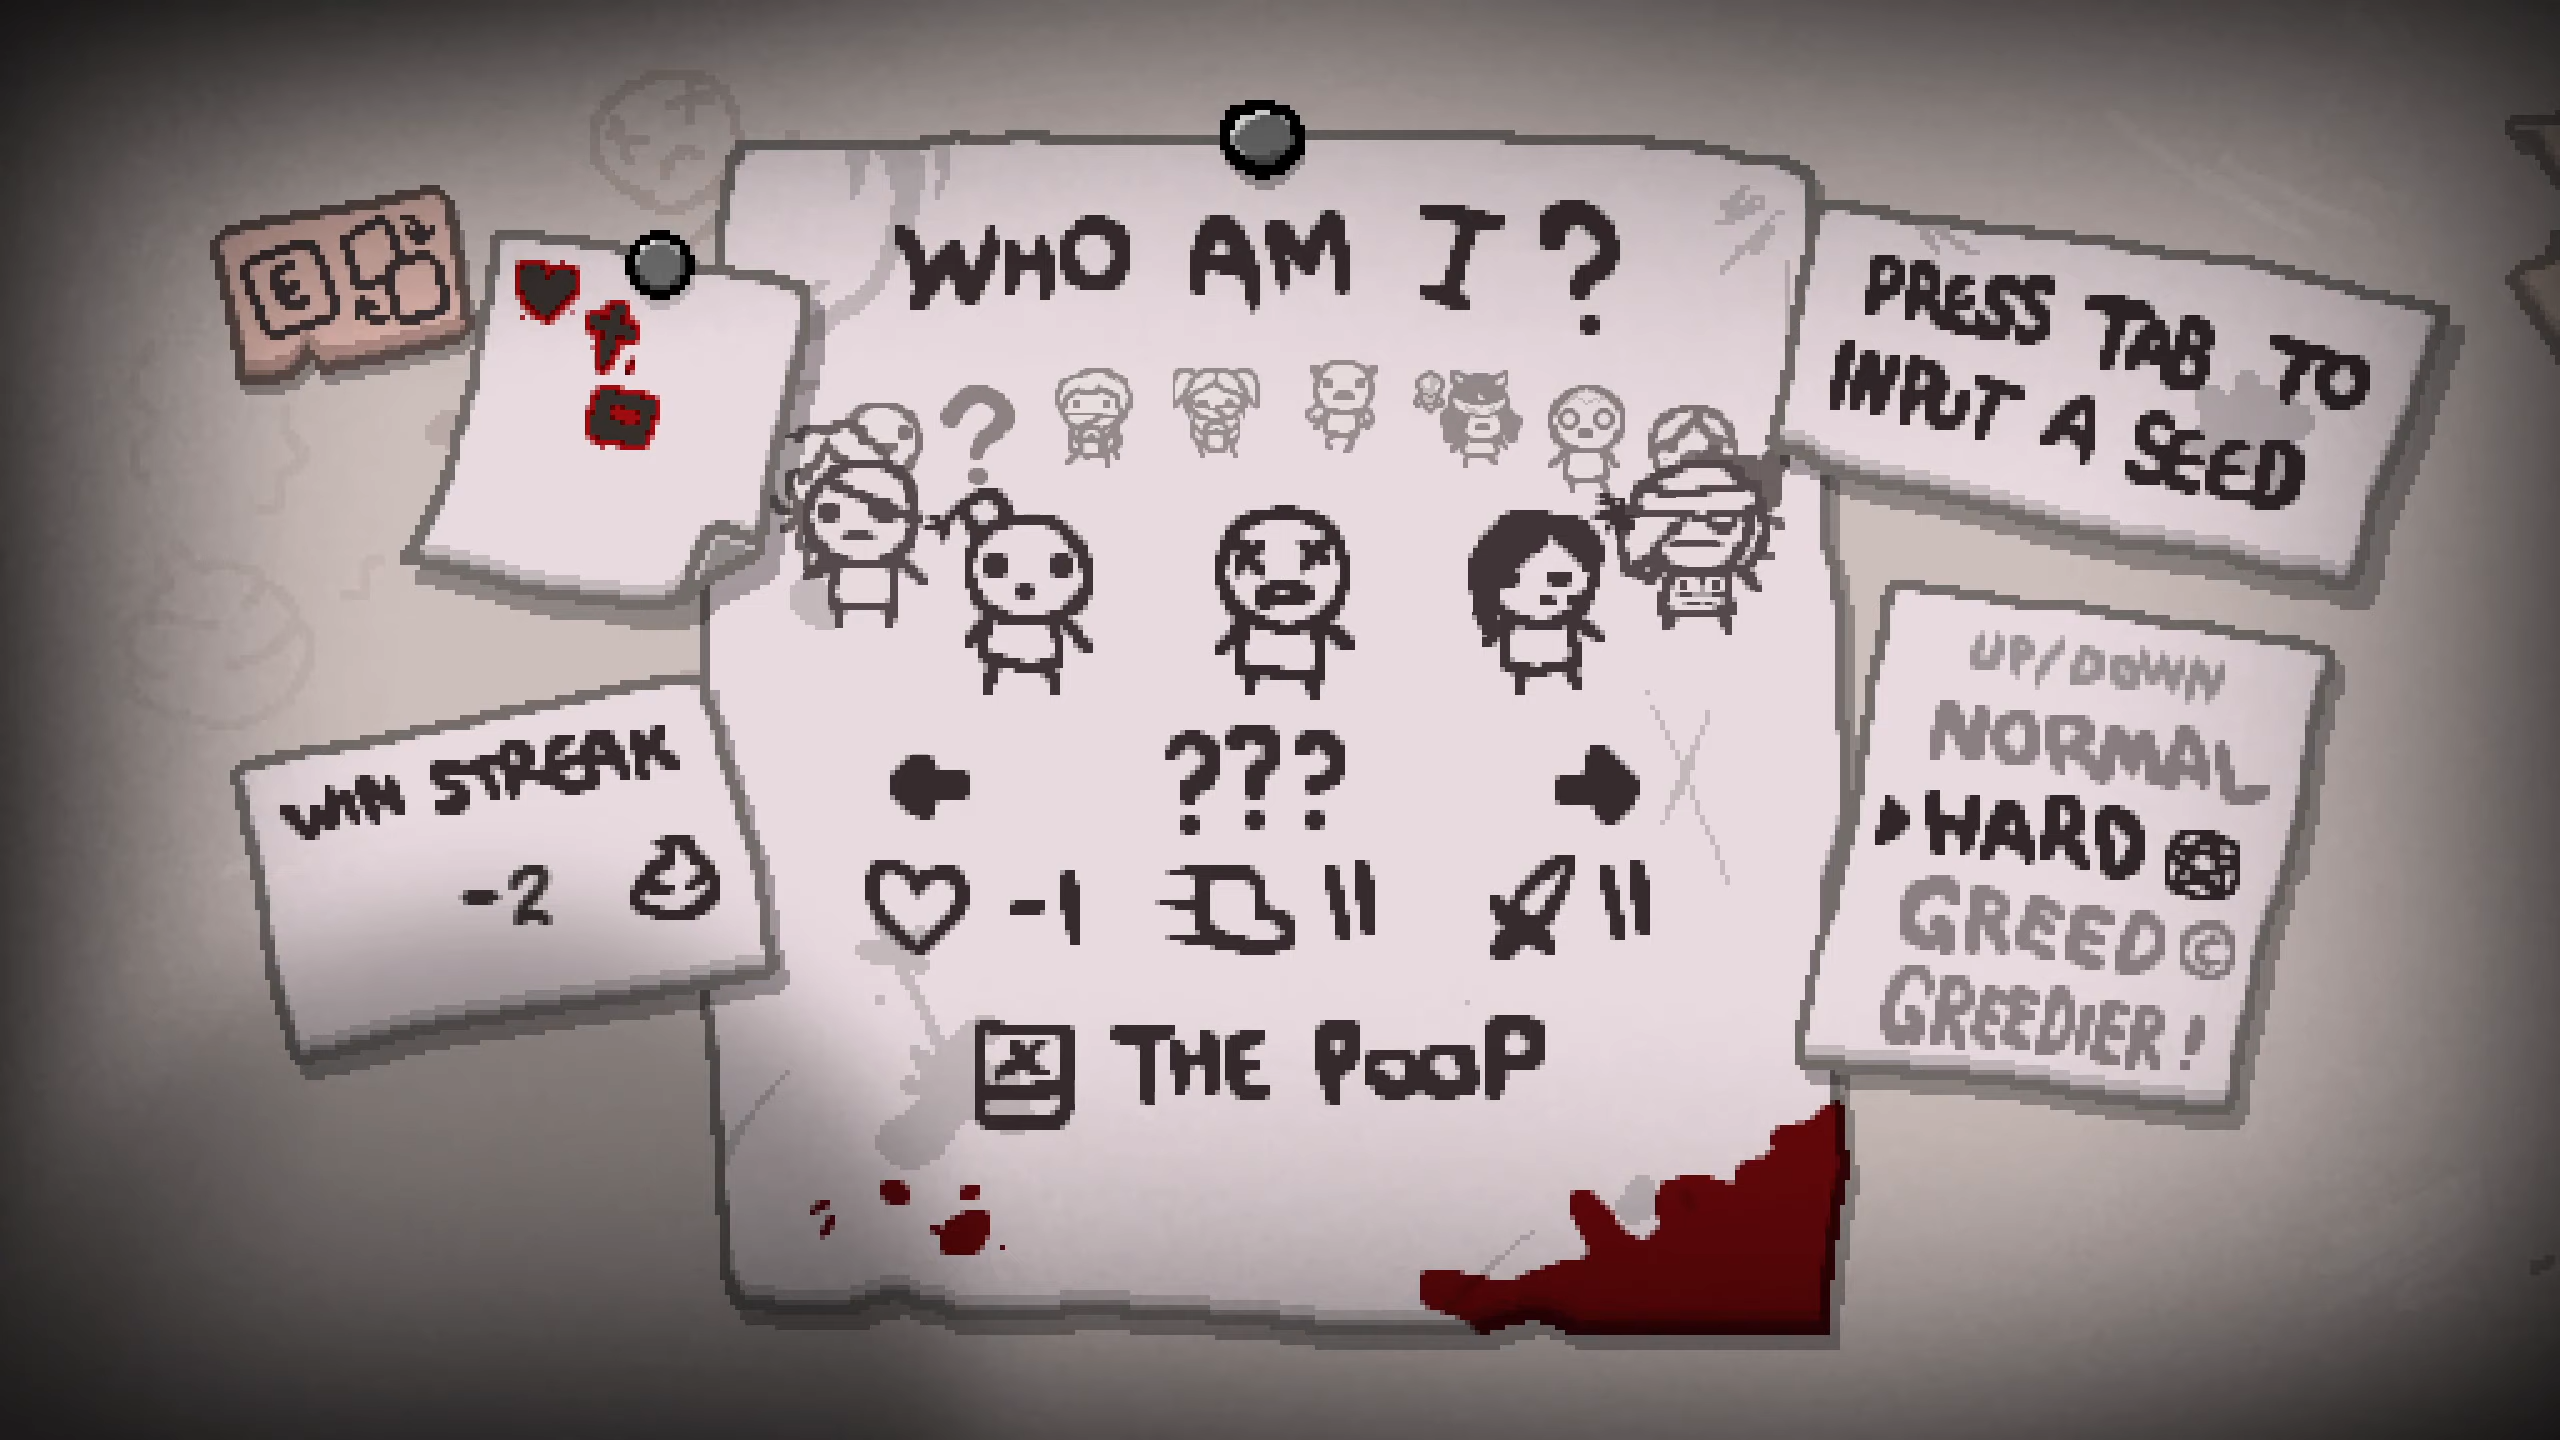 WHO AM I?
?
PRESS TAB TO
INPUT A SEED
UP/DOWN
NORMAL
HARD
GREED ©
GREEDIER!
WIN STREAK
-2
???
-1
THE POOP